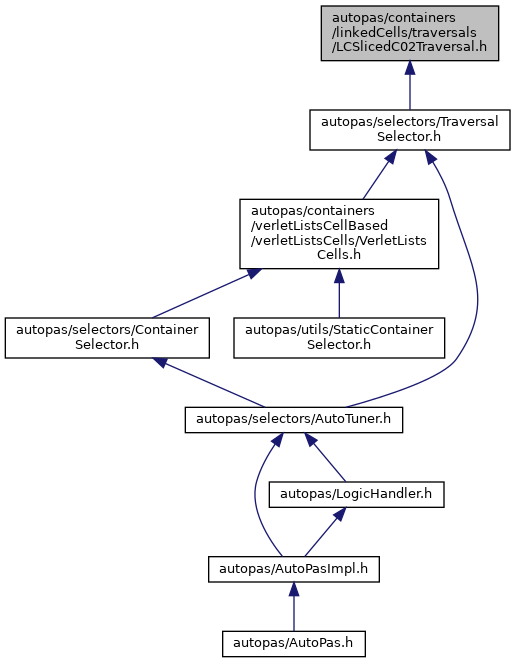 autopas/containers
/linkedCells/traversals
/LCSlicedC02Traversal.h
autopas/selectors/Traversal
Selector.h
autopas/containers
/verletListsCellBased
/verletListsCells/VerletLists
Cells.h
autopas/selectors/Container
Selector.h
autopas/utils/StaticContainer
Selector.h
autopas/selectors/AutoTuner.h
autopas/LogicHandler.h
autopas/AutoPasImpl.h
autopas/AutoPas.h